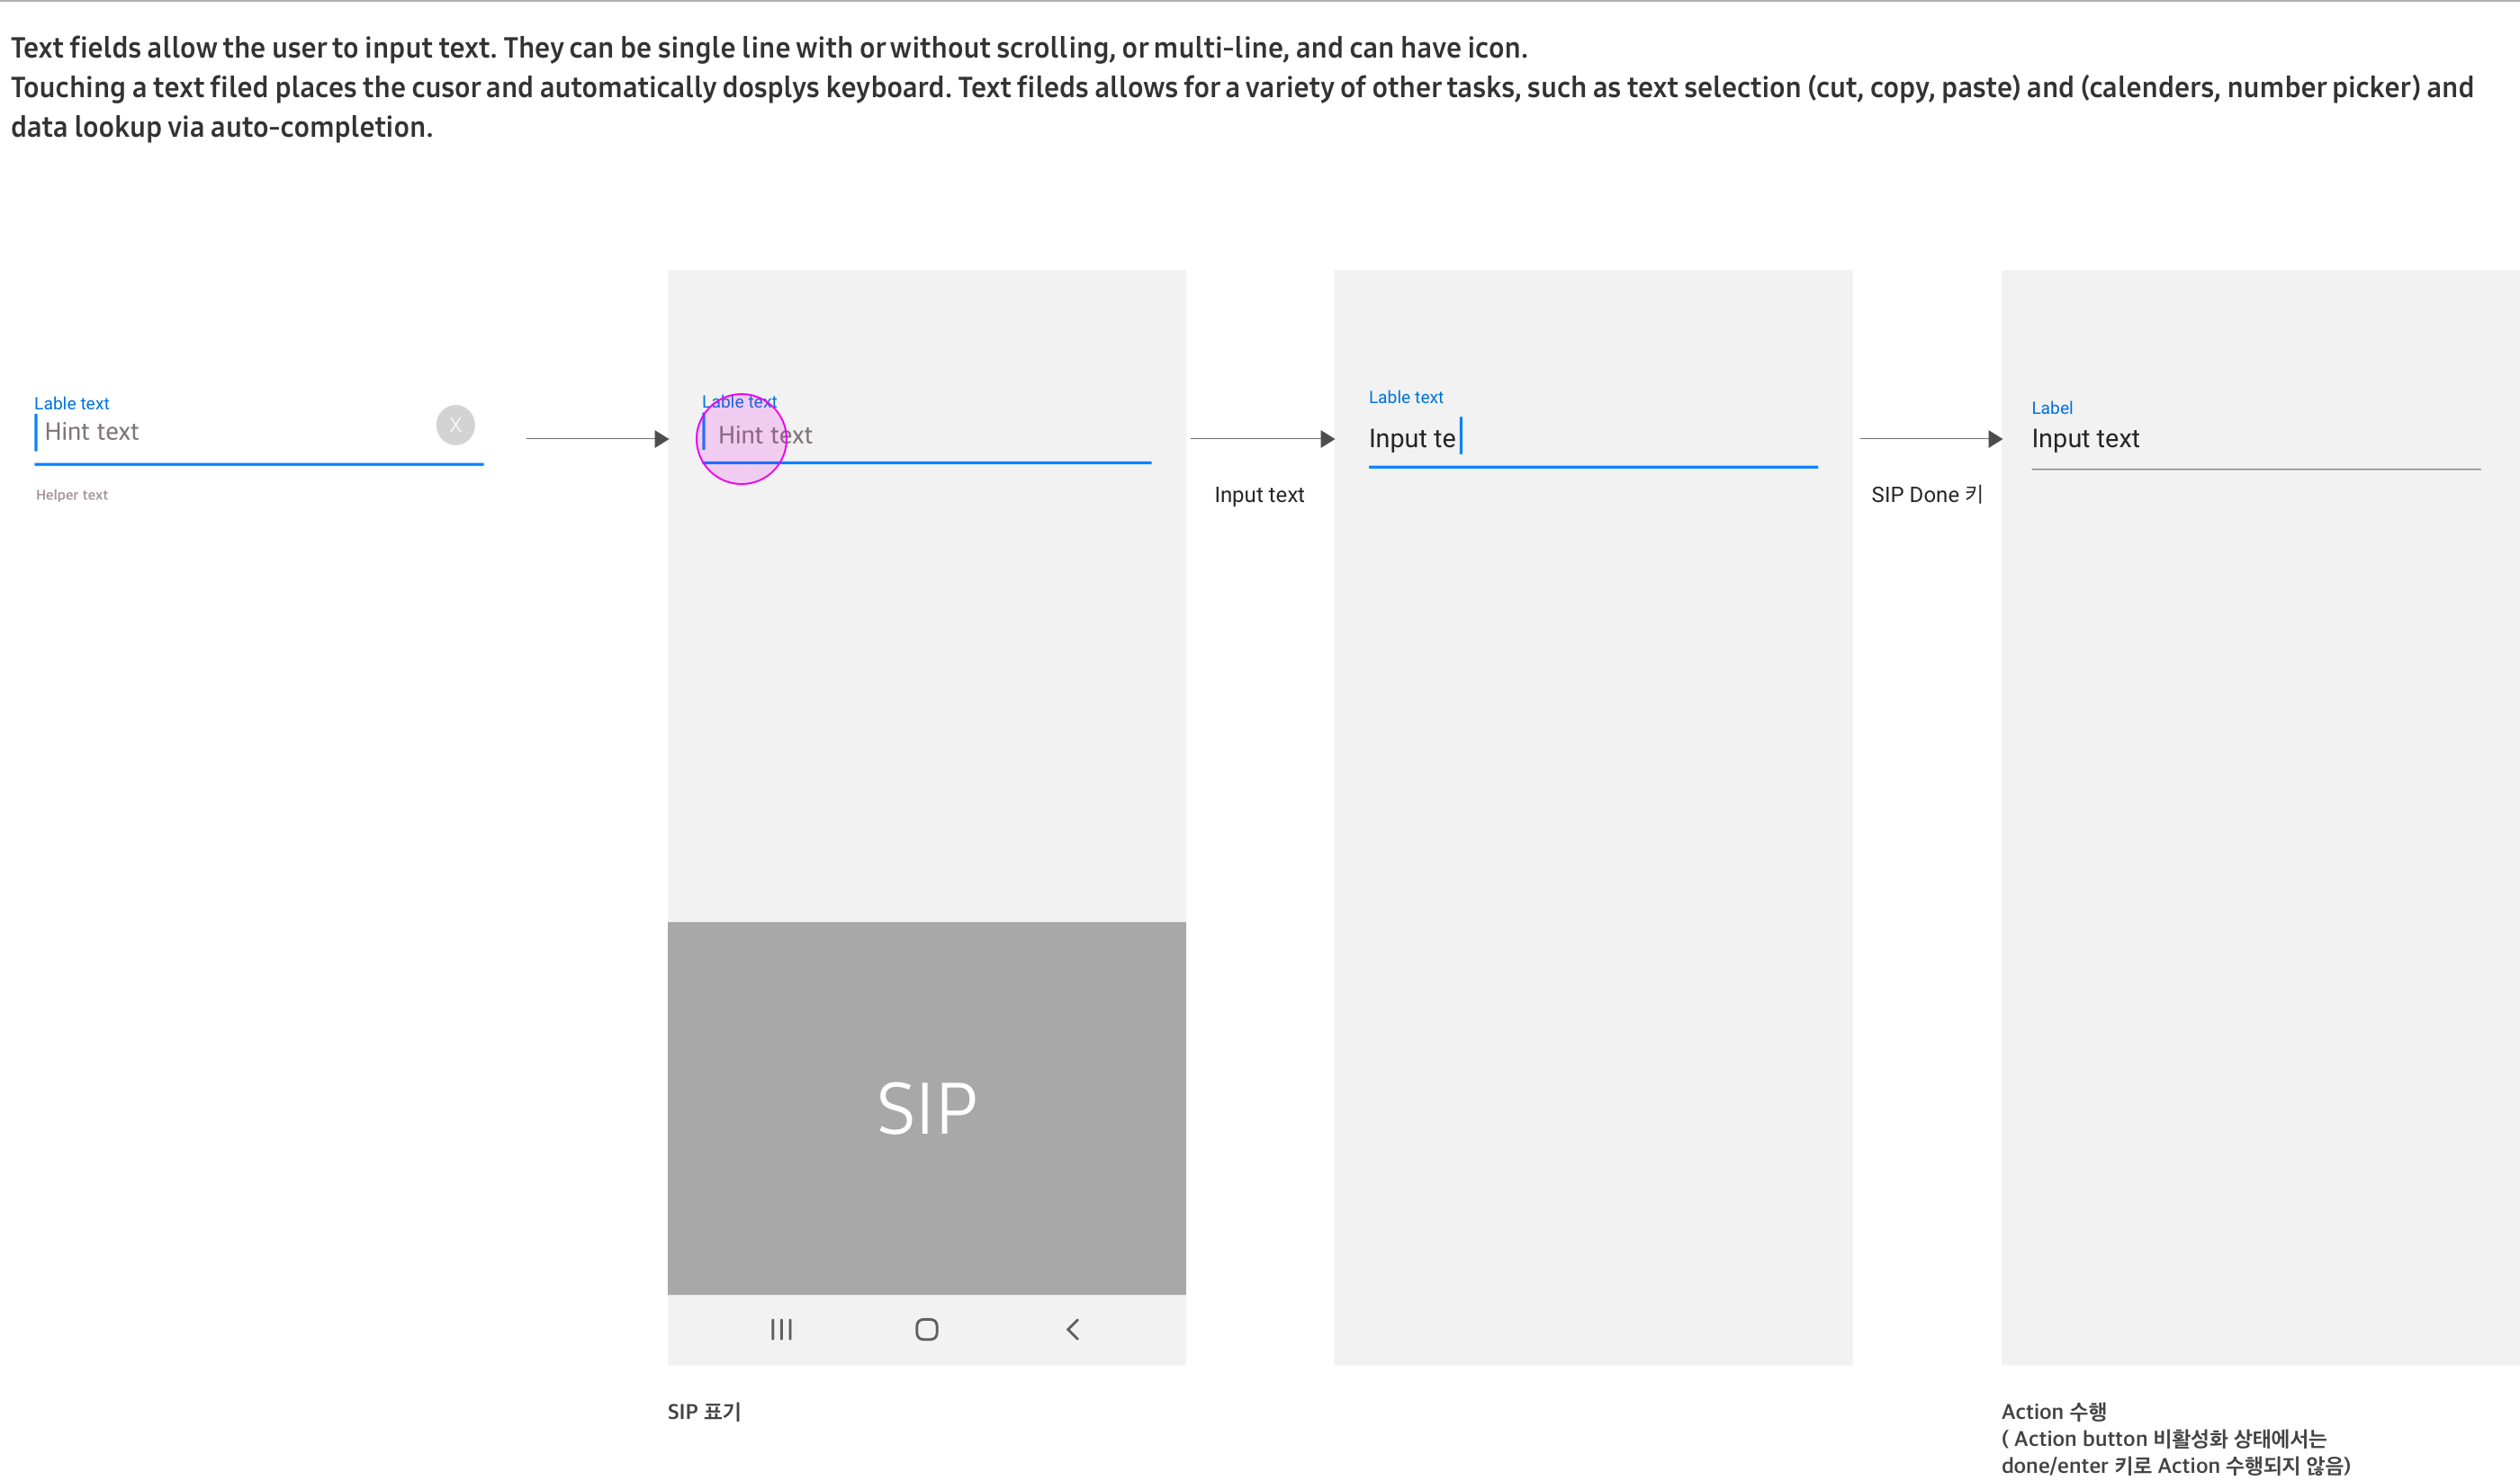 Text fields allow the user to input text. They can be single line with or without scrolling, or multi-line, and can have icon.
Touching a text filed places the cusor and automatically dosplys keyboard. Text fileds allows for a variety of other tasks, such as text selection (cut, copy, paste) and (calenders, number picker) and
data lookup via auto-completion.
Lable text
Hint text
X
Helper text
Lable text
Hint text
Input text
Lable text
Input te
SIP Done 키
Label
Input text
SIP
SIP 표기
Action 수행
( Action button 비활성화 상태에서는
done/enter 키로 Action 수행되지 않음)